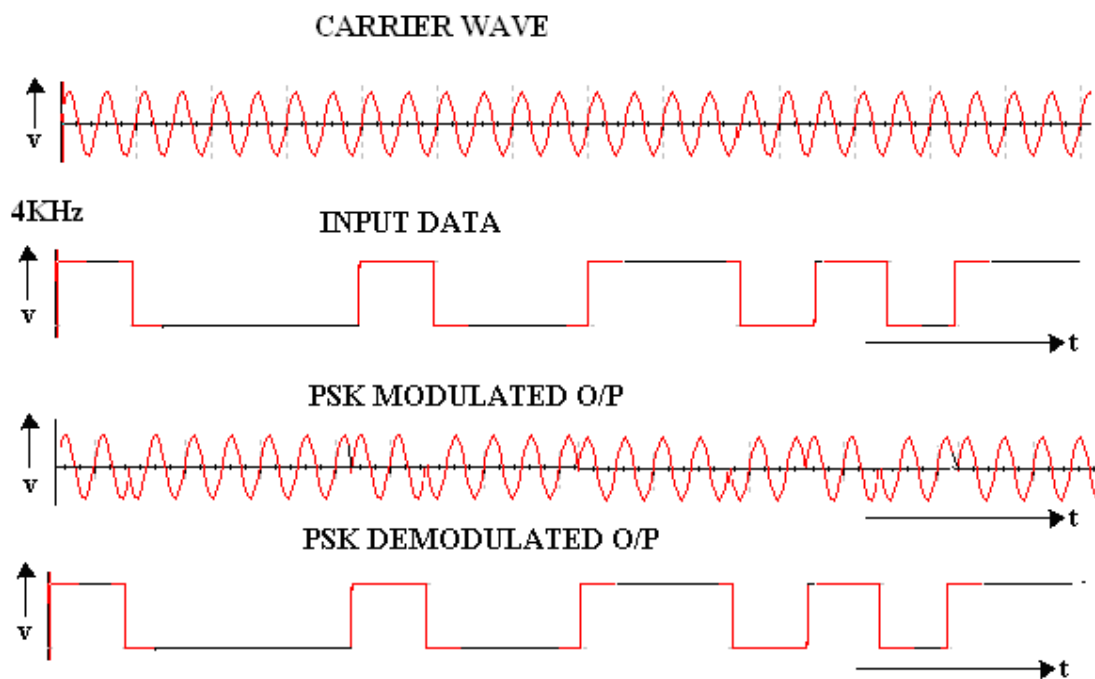 CARRIER WAVE
v
4KHz
INPUT DATA
v
t
PSK MODULATED O/P
v
t
PSK DEMODULATED O/P
v
t